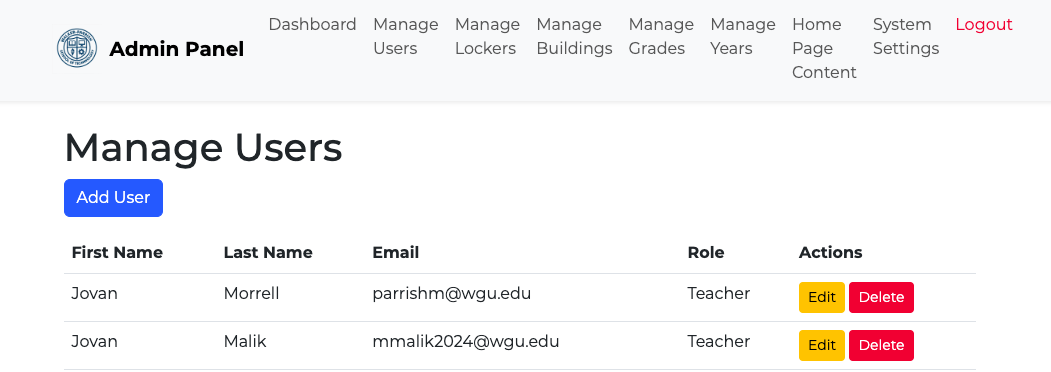 Admin Panel
Dashboard
Manage Users
Manage Lockers
Manage Buildings
Manage Grades
Manage Years
Home Page Content
System Settings
Logout
Manage Users
Add User
First Name Last Name Email Role Actions
Jovan Morrell parrishm@wgu.edu Teacher Edit Delete
Jovan Malik mmalik2024@wgu.edu Teacher Edit Delete